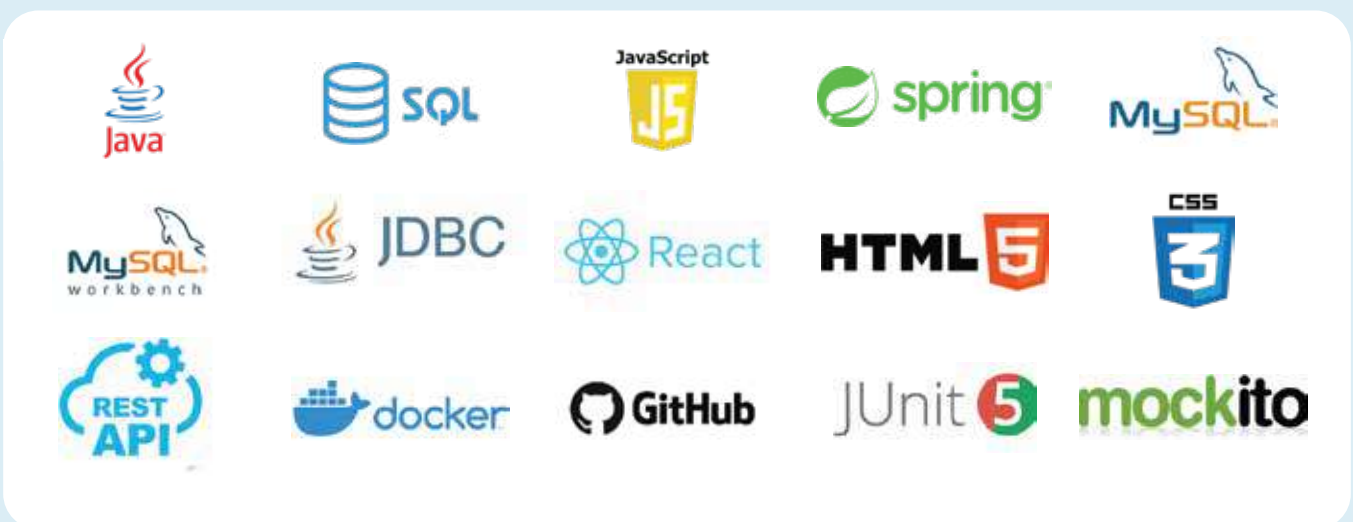 Java
SQL
JavaScript
JS
spring
MySQL
MySQL
workbench
JDBC
React
HTML 5
CSS
3
REST
API
docker
GitHub
JUnit 5
mockito